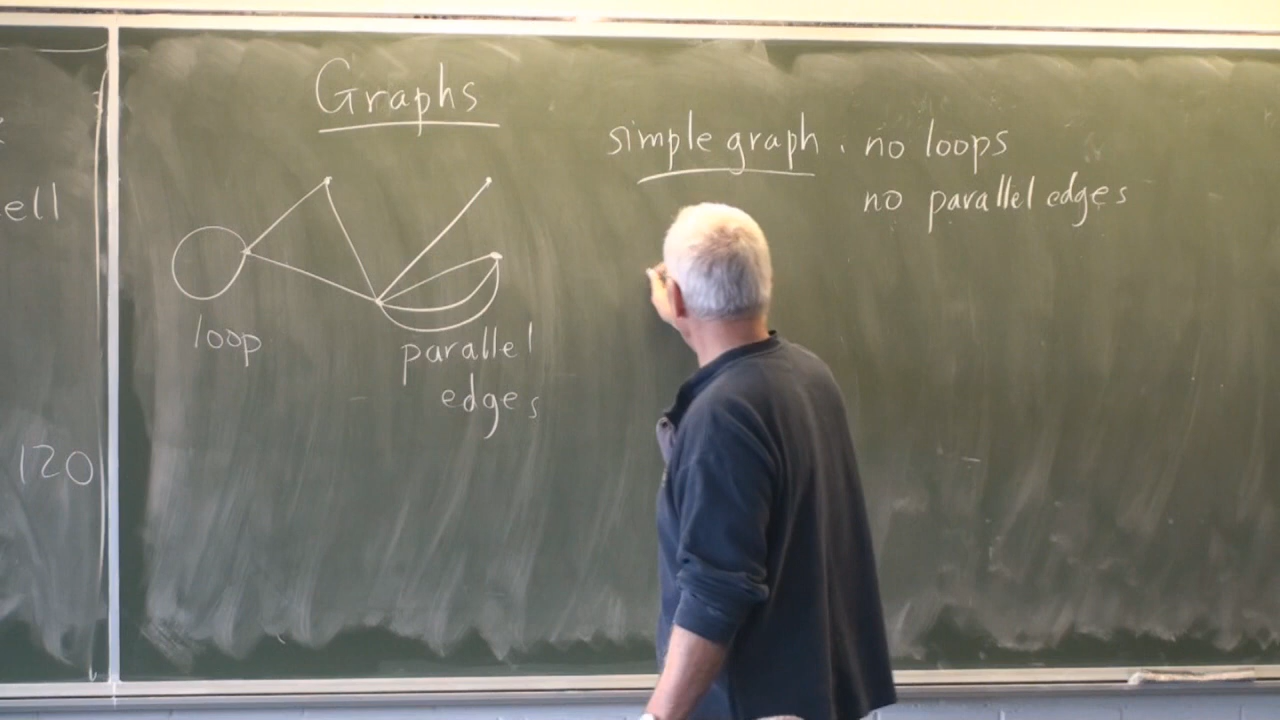 Graphs
simple graph . no loops
no parallel edges
ell
loop
parallel
edges
120